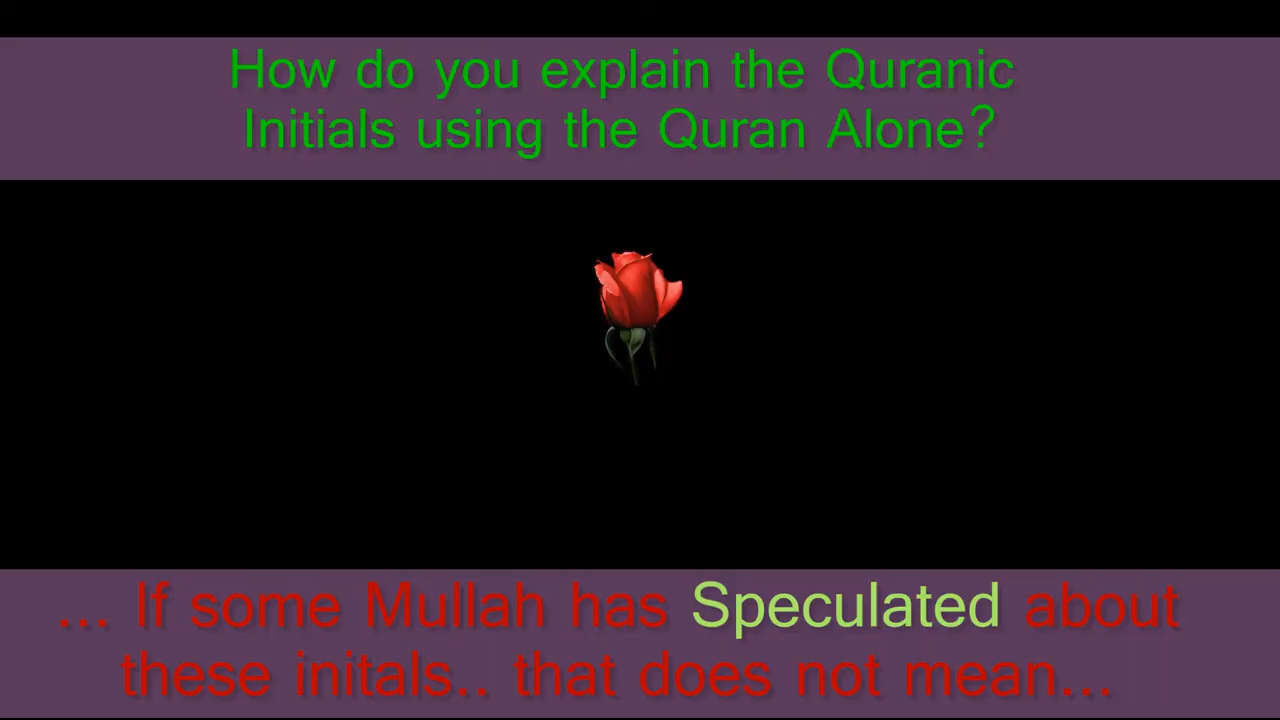 How do you explain the Quranic
Initials using the Quran Alone?
... If some Mullah has Speculated about
these initals.. that does not mean...